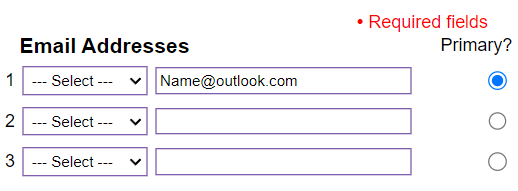 • Required fields
Email Addresses Primary?
1 --- Select --- Name@outlook.com
2 --- Select ---
3 --- Select ---